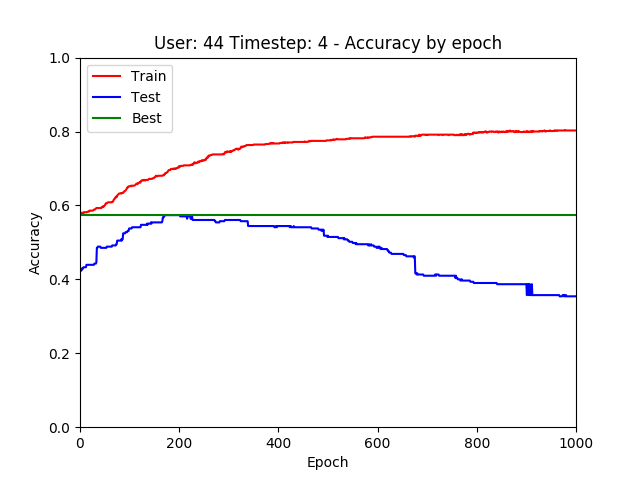 User: 44 Timestep: 4 - Accuracy by epoch
1.0
0.8
0.6
0.4
0.2
0.0
Accuracy
Train
Test
Best
0 200 400 600 800 1000
Epoch